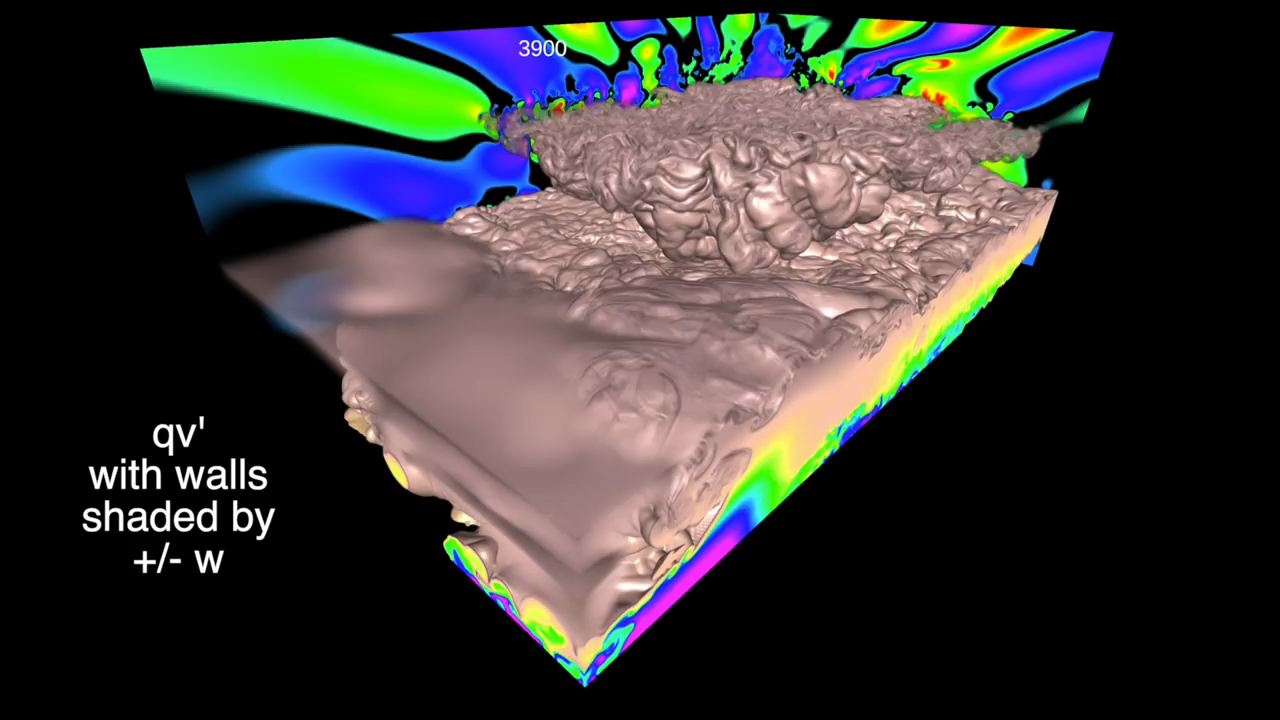 3900
qv'
with walls
shaded by
+/- w